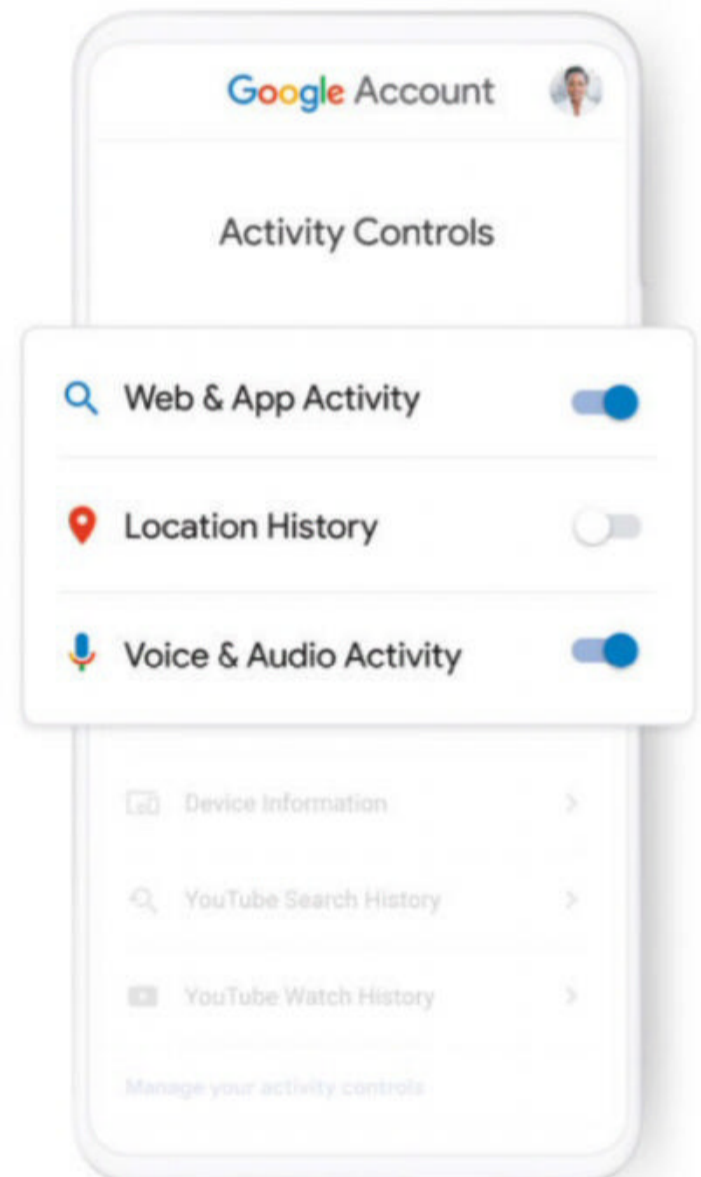 Google Account
Activity Controls
Web & App Activity
Location History
Voice & Audio Activity
Device Information
YouTube Search History
YouTube Watch History
Manage your activity controls